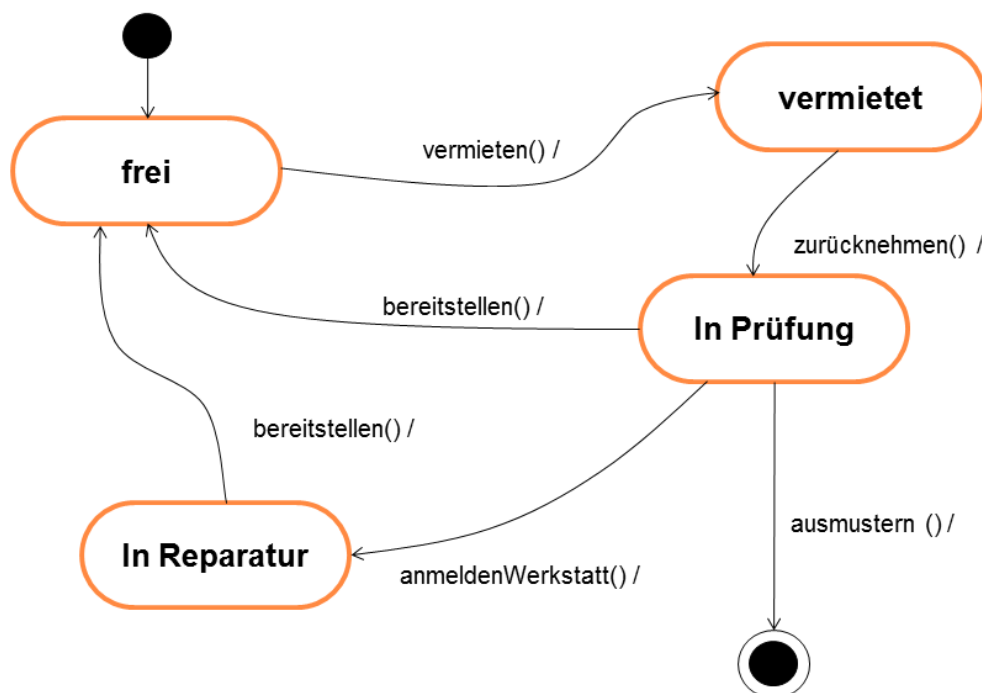 vermietet
frei
vermieten() /
zurücknehmen() /
bereitstellen() /
In Prüfung
bereitstellen() /
In Reparatur
ausmustern () /
anmeldenWerkstatt() /